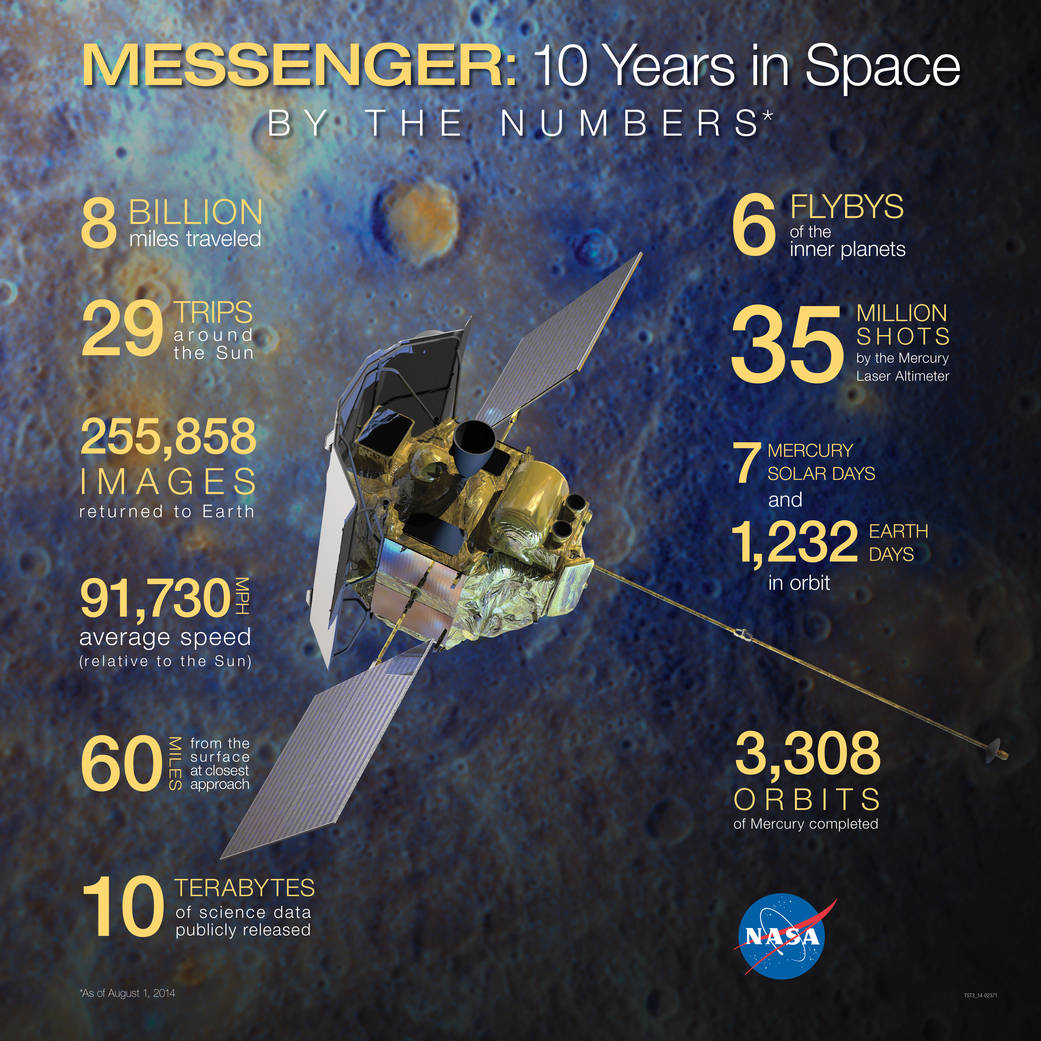 MESSENGER: 10 Years in Space
BY THE NUMBERS*
8 BILLION
miles traveled
29 TRIPS
around
the Sun
255,858
IMAGES
returned to Earth
91,730 MPH
average speed
(relative to the Sun)
60 MILES
from the
surface
at closest
approach
10 TERABYTES
of science data
publicly released
*As of August 1, 2014
6 FLYBYS
of the
inner planets
35 MILLION
SHOTS
by the Mercury
Laser Altimeter
7 MERCURY
SOLAR DAYS
and
1,232 EARTH
DAYS
in orbit
3,308
ORBITS
of Mercury completed
NASA
TST3_14-02371